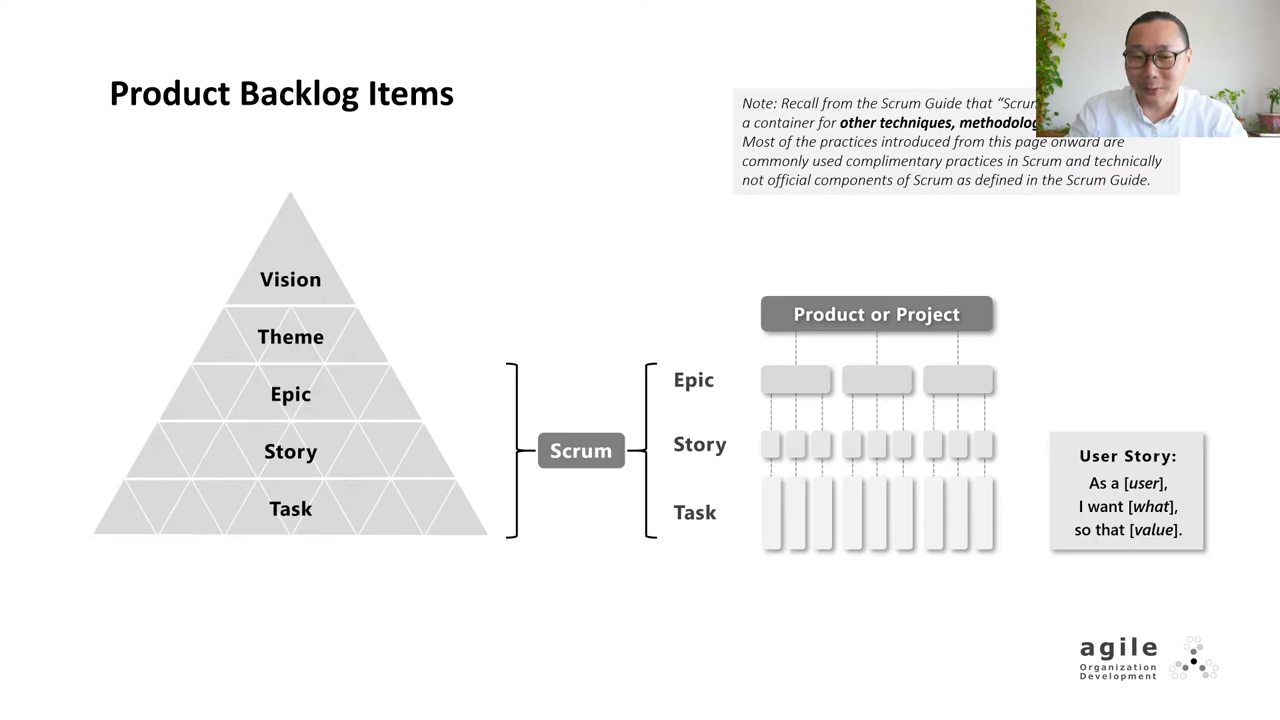 Product Backlog Items
Note: Recall from the Scrum Guide that “Scrum
a container for other techniques, methodolog
Most of the practices introduced from this page onward are
commonly used complimentary practices in Scrum and technically
not official components of Scrum as defined in the Scrum Guide.
Vision
Theme
Epic
Story
Task
Scrum
Product or Project
Epic
Story
Task
User Story:
As a [user],
I want [what],
so that [value].
agile
Organization
Development